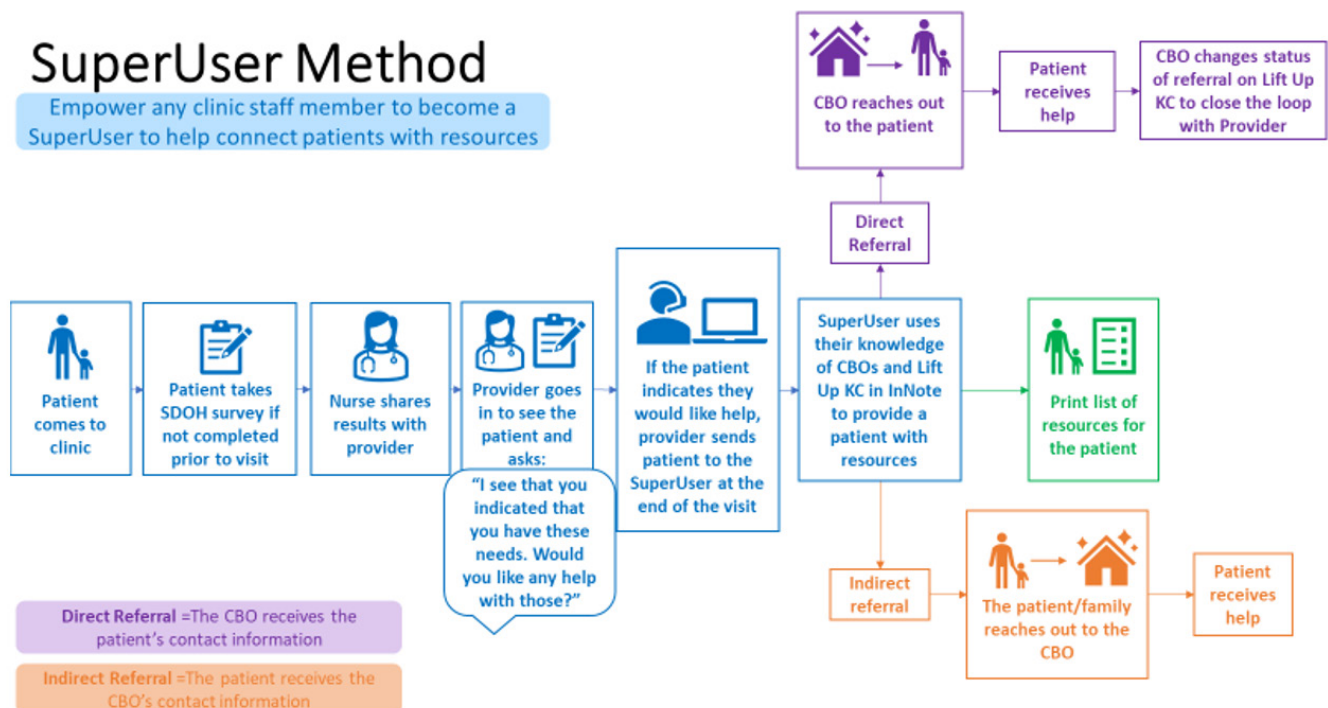 SuperUser Method
Empower any clinic staff member to become a
SuperUser to help connect patients with resources
Patient
comes to
clinic
Patient takes
SDOH survey if
not completed
prior to visit
Nurse shares
results with
provider
Provider goes
in to see the
patient and
asks:
“I see that you
indicated that
you have these
needs. Would
you like any help
with those?”
If the patient
indicates they
would like help,
provider sends
patient to the
SuperUser at the
end of the visit
SuperUser uses
their knowledge
of CBOs and Lift
Up KC in InNote
to provide a
patient with
resources
Direct
Referral
CBO reaches out
to the patient
Patient
receives
help
CBO changes status
of referral on Lift Up
KC to close the loop
with Provider
Print list of
resources for
the patient
Indirect
referral
The patient/family
reaches out to the
CBO
Patient
receives
help
Direct Referral =The CBO receives the
patient’s contact information
Indirect Referral =The patient receives the
CBO’s contact information